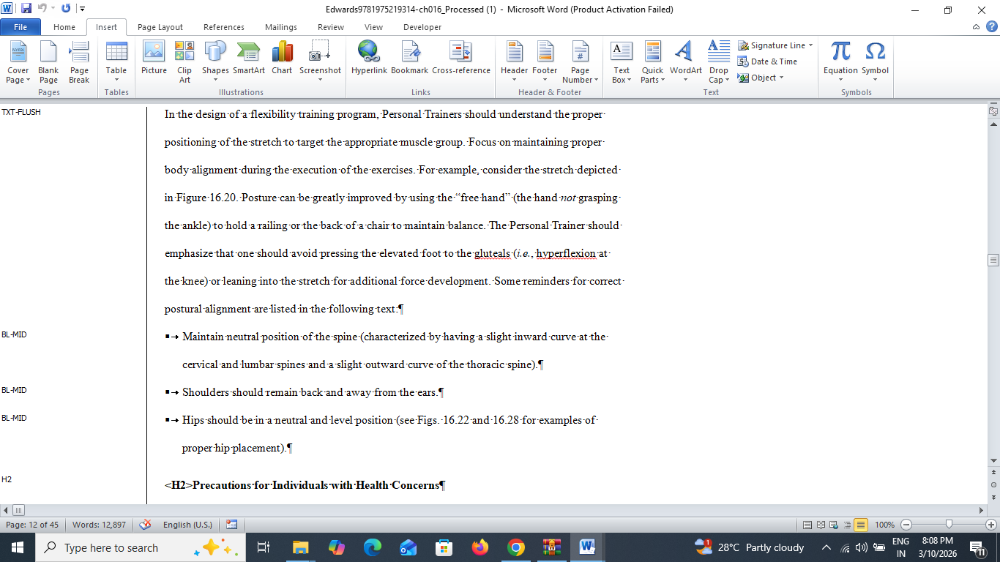 Edwards9781975219314-ch016_Processed (1) - Microsoft Word (Product Activation Failed)
File Home Insert Page Layout References Mailings Review View Developer
Cover Page
Blank Page
Page Break
Table
Picture
Clip Art
Shapes
SmartArt
Chart
Screenshot
Hyperlink
Bookmark
Cross-reference
Header
Footer
Page Number
Text Box
Quick Parts
WordArt
Drop Cap
Signature Line
Date & Time
Object
Equation
Symbol
Pages Tables Illustrations Links Header & Footer Text Symbols
TXT-FLUSH
In the design of a flexibility training program, Personal Trainers should understand the proper
positioning of the stretch to target the appropriate muscle group. Focus on maintaining proper
body alignment during the execution of the exercises. For example, consider the stretch depicted
in Figure 16.20. Posture can be greatly improved by using the “free hand” (the hand not grasping
the ankle) to hold a railing or the back of a chair to maintain balance. The Personal Trainer should
emphasize that one should avoid pressing the elevated foot to the gluteals (i.e., hyperflexion at
the knee) or leaning into the stretch for additional force development. Some reminders for correct
postural alignment are listed in the following text:¶
BL-MID
▪→ Maintain neutral position of the spine (characterized by having a slight inward curve at the
cervical and lumbar spines and a slight outward curve of the thoracic spine).¶
BL-MID
▪→ Shoulders should remain back and away from the ears.¶
BL-MID
▪→ Hips should be in a neutral and level position (see Figs. 16.22 and 16.28 for examples of
proper hip placement).¶
H2
<H2>Precautions for Individuals with Health Concerns¶
Page: 12 of 45 Words: 12,897 English (U.S.) 100%
Type here to search
28°C Partly cloudy
ENG
IN
8:08 PM
3/10/2026
11